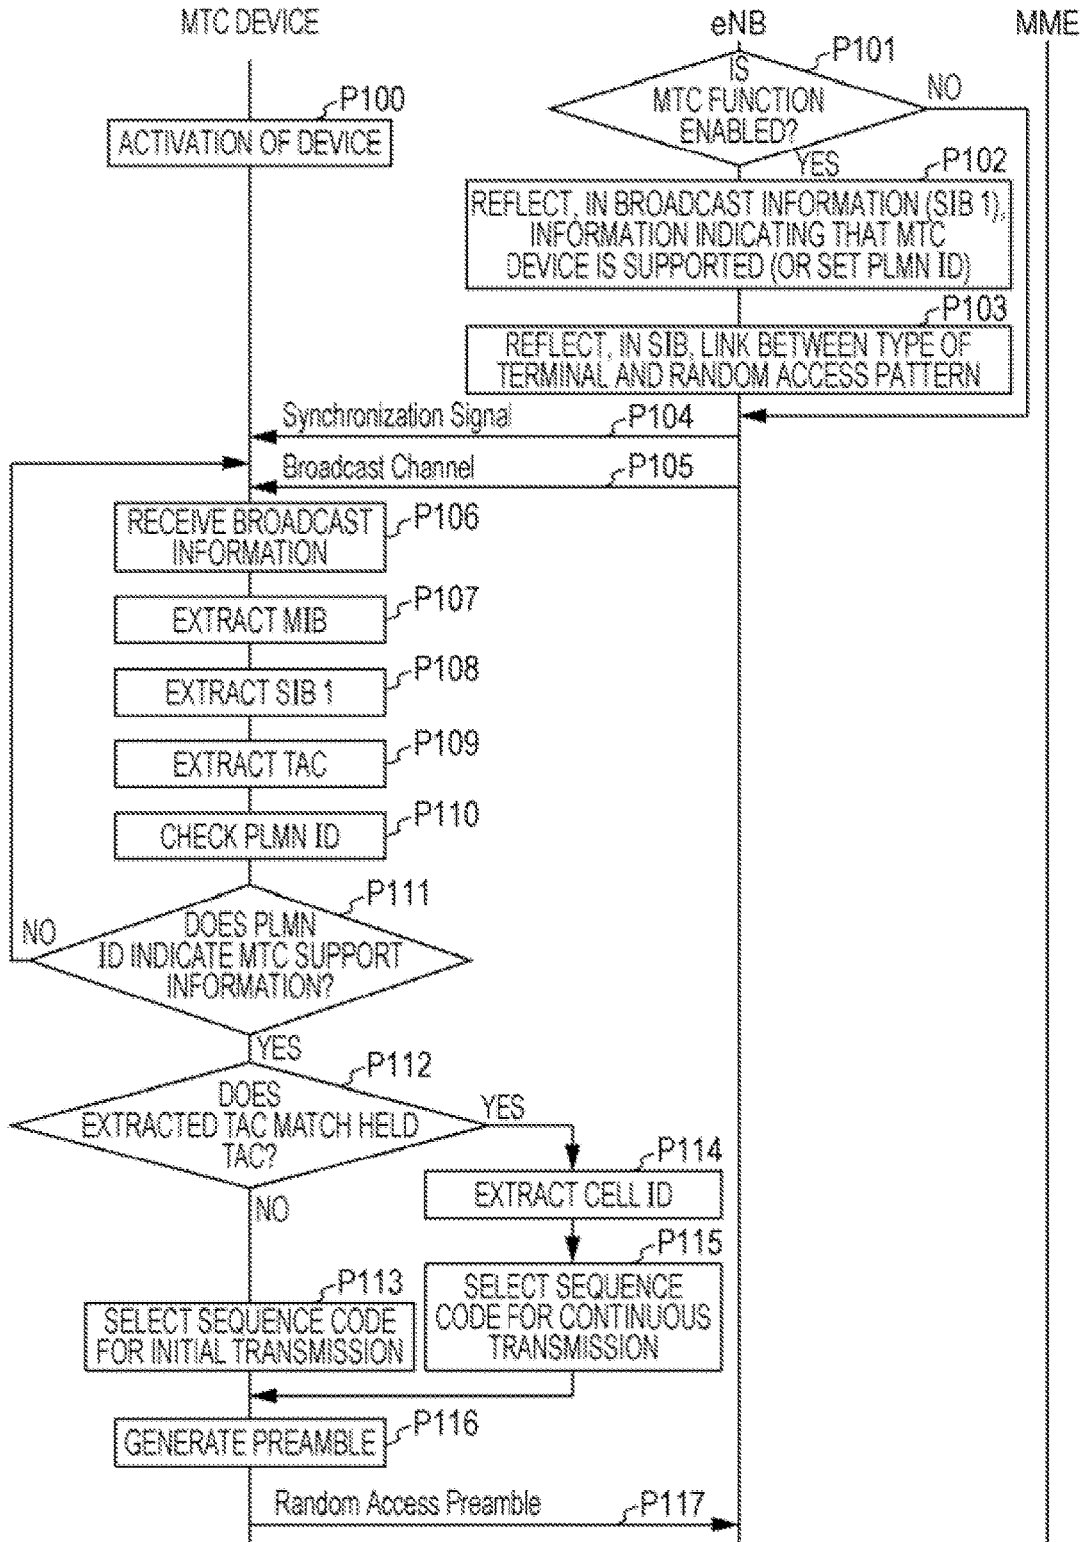 MTC DEVICE
eNB
MME
P100
ACTIVATION OF DEVICE
P101
IS
MTC FUNCTION
ENABLED?
NO
YES
P102
REFLECT, IN BROADCAST INFORMATION (SIB 1),
INFORMATION INDICATING THAT MTC
DEVICE IS SUPPORTED (OR SET PLMN ID)
P103
REFLECT, IN SIB, LINK BETWEEN TYPE OF
TERMINAL AND RANDOM ACCESS PATTERN
Synchronization Signal
P104
Broadcast Channel
P105
RECEIVE BROADCAST
INFORMATION
P106
EXTRACT MIB
P107
EXTRACT SIB 1
P108
EXTRACT TAC
P109
CHECK PLMN ID
P110
P111
DOES PLMN
ID INDICATE MTC SUPPORT
INFORMATION?
NO
YES
P112
DOES
EXTRACTED TAC MATCH HELD
TAC?
YES
NO
P114
EXTRACT CELL ID
P115
SELECT SEQUENCE
CODE FOR CONTINUOUS
TRANSMISSION
P113
SELECT SEQUENCE CODE
FOR INITIAL TRANSMISSION
GENERATE PREAMBLE
P116
Random Access Preamble
P117